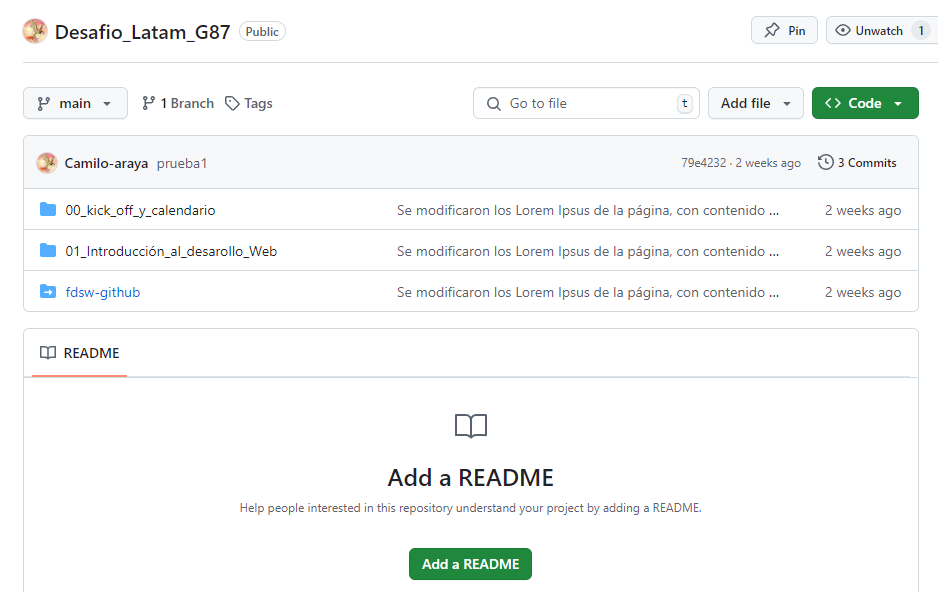 Desafio_Latam_G87 Public Pin Unwatch 1
main 1 Branch Tags Go to file t Add file Code
Camilo-araya prueba1 79e4232 · 2 weeks ago 3 Commits
00_kick_off_y_calendario Se modificaron los Lorem Ipsus de la página, con contenido ... 2 weeks ago
01_Introducción_al_desarollo_Web Se modificaron los Lorem Ipsus de la página, con contenido ... 2 weeks ago
fdsw-github Se modificaron los Lorem Ipsus de la página, con contenido ... 2 weeks ago
README
Add a README
Help people interested in this repository understand your project by adding a README.
Add a README